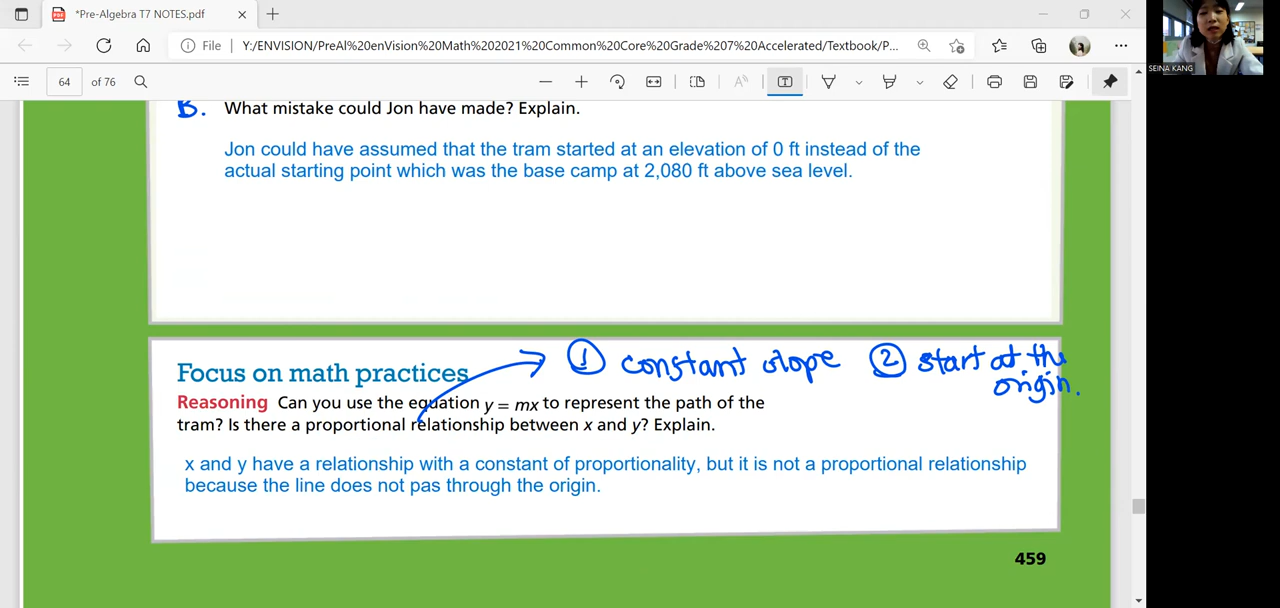 *Pre-Algebra T7 NOTES.pdf
File Y:/ENVISION/PreAl%20enVision%20Math%202021%20Common%20Core%20Grade%207%20Accelerated/Textbook/P...
64 of 76
SEINA KANG
B. What mistake could Jon have made? Explain.
Jon could have assumed that the tram started at an elevation of 0 ft instead of the
actual starting point which was the base camp at 2,080 ft above sea level.
① constant slope ② start at the
origin.
Focus on math practices
Reasoning Can you use the equation y = mx to represent the path of the
tram? Is there a proportional relationship between x and y? Explain.
x and y have a relationship with a constant of proportionality, but it is not a proportional relationship
because the line does not pas through the origin.
459